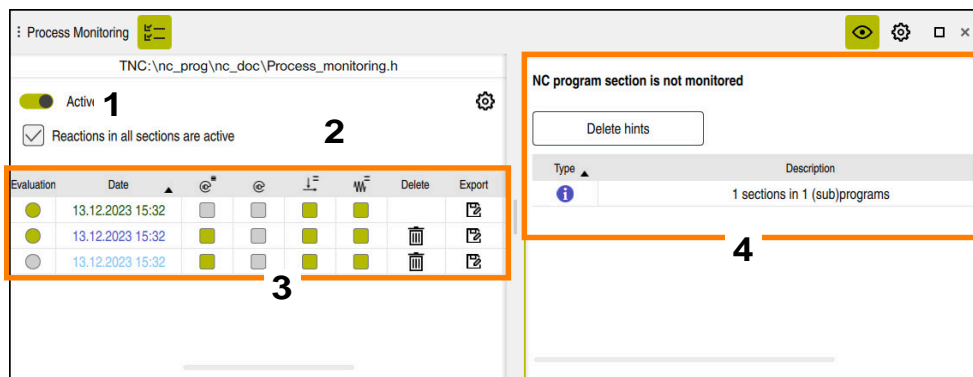 Process Monitoring
TNC:\nc_prog\nc_doc\Process_monitoring.h
Active 1
Reactions in all sections are active 2
Evaluation Date Delete Export
13.12.2023 15:32
13.12.2023 15:32
13.12.2023 15:32
3
NC program section is not monitored
Delete hints
Type Description
1 sections in 1 (sub)programs
4